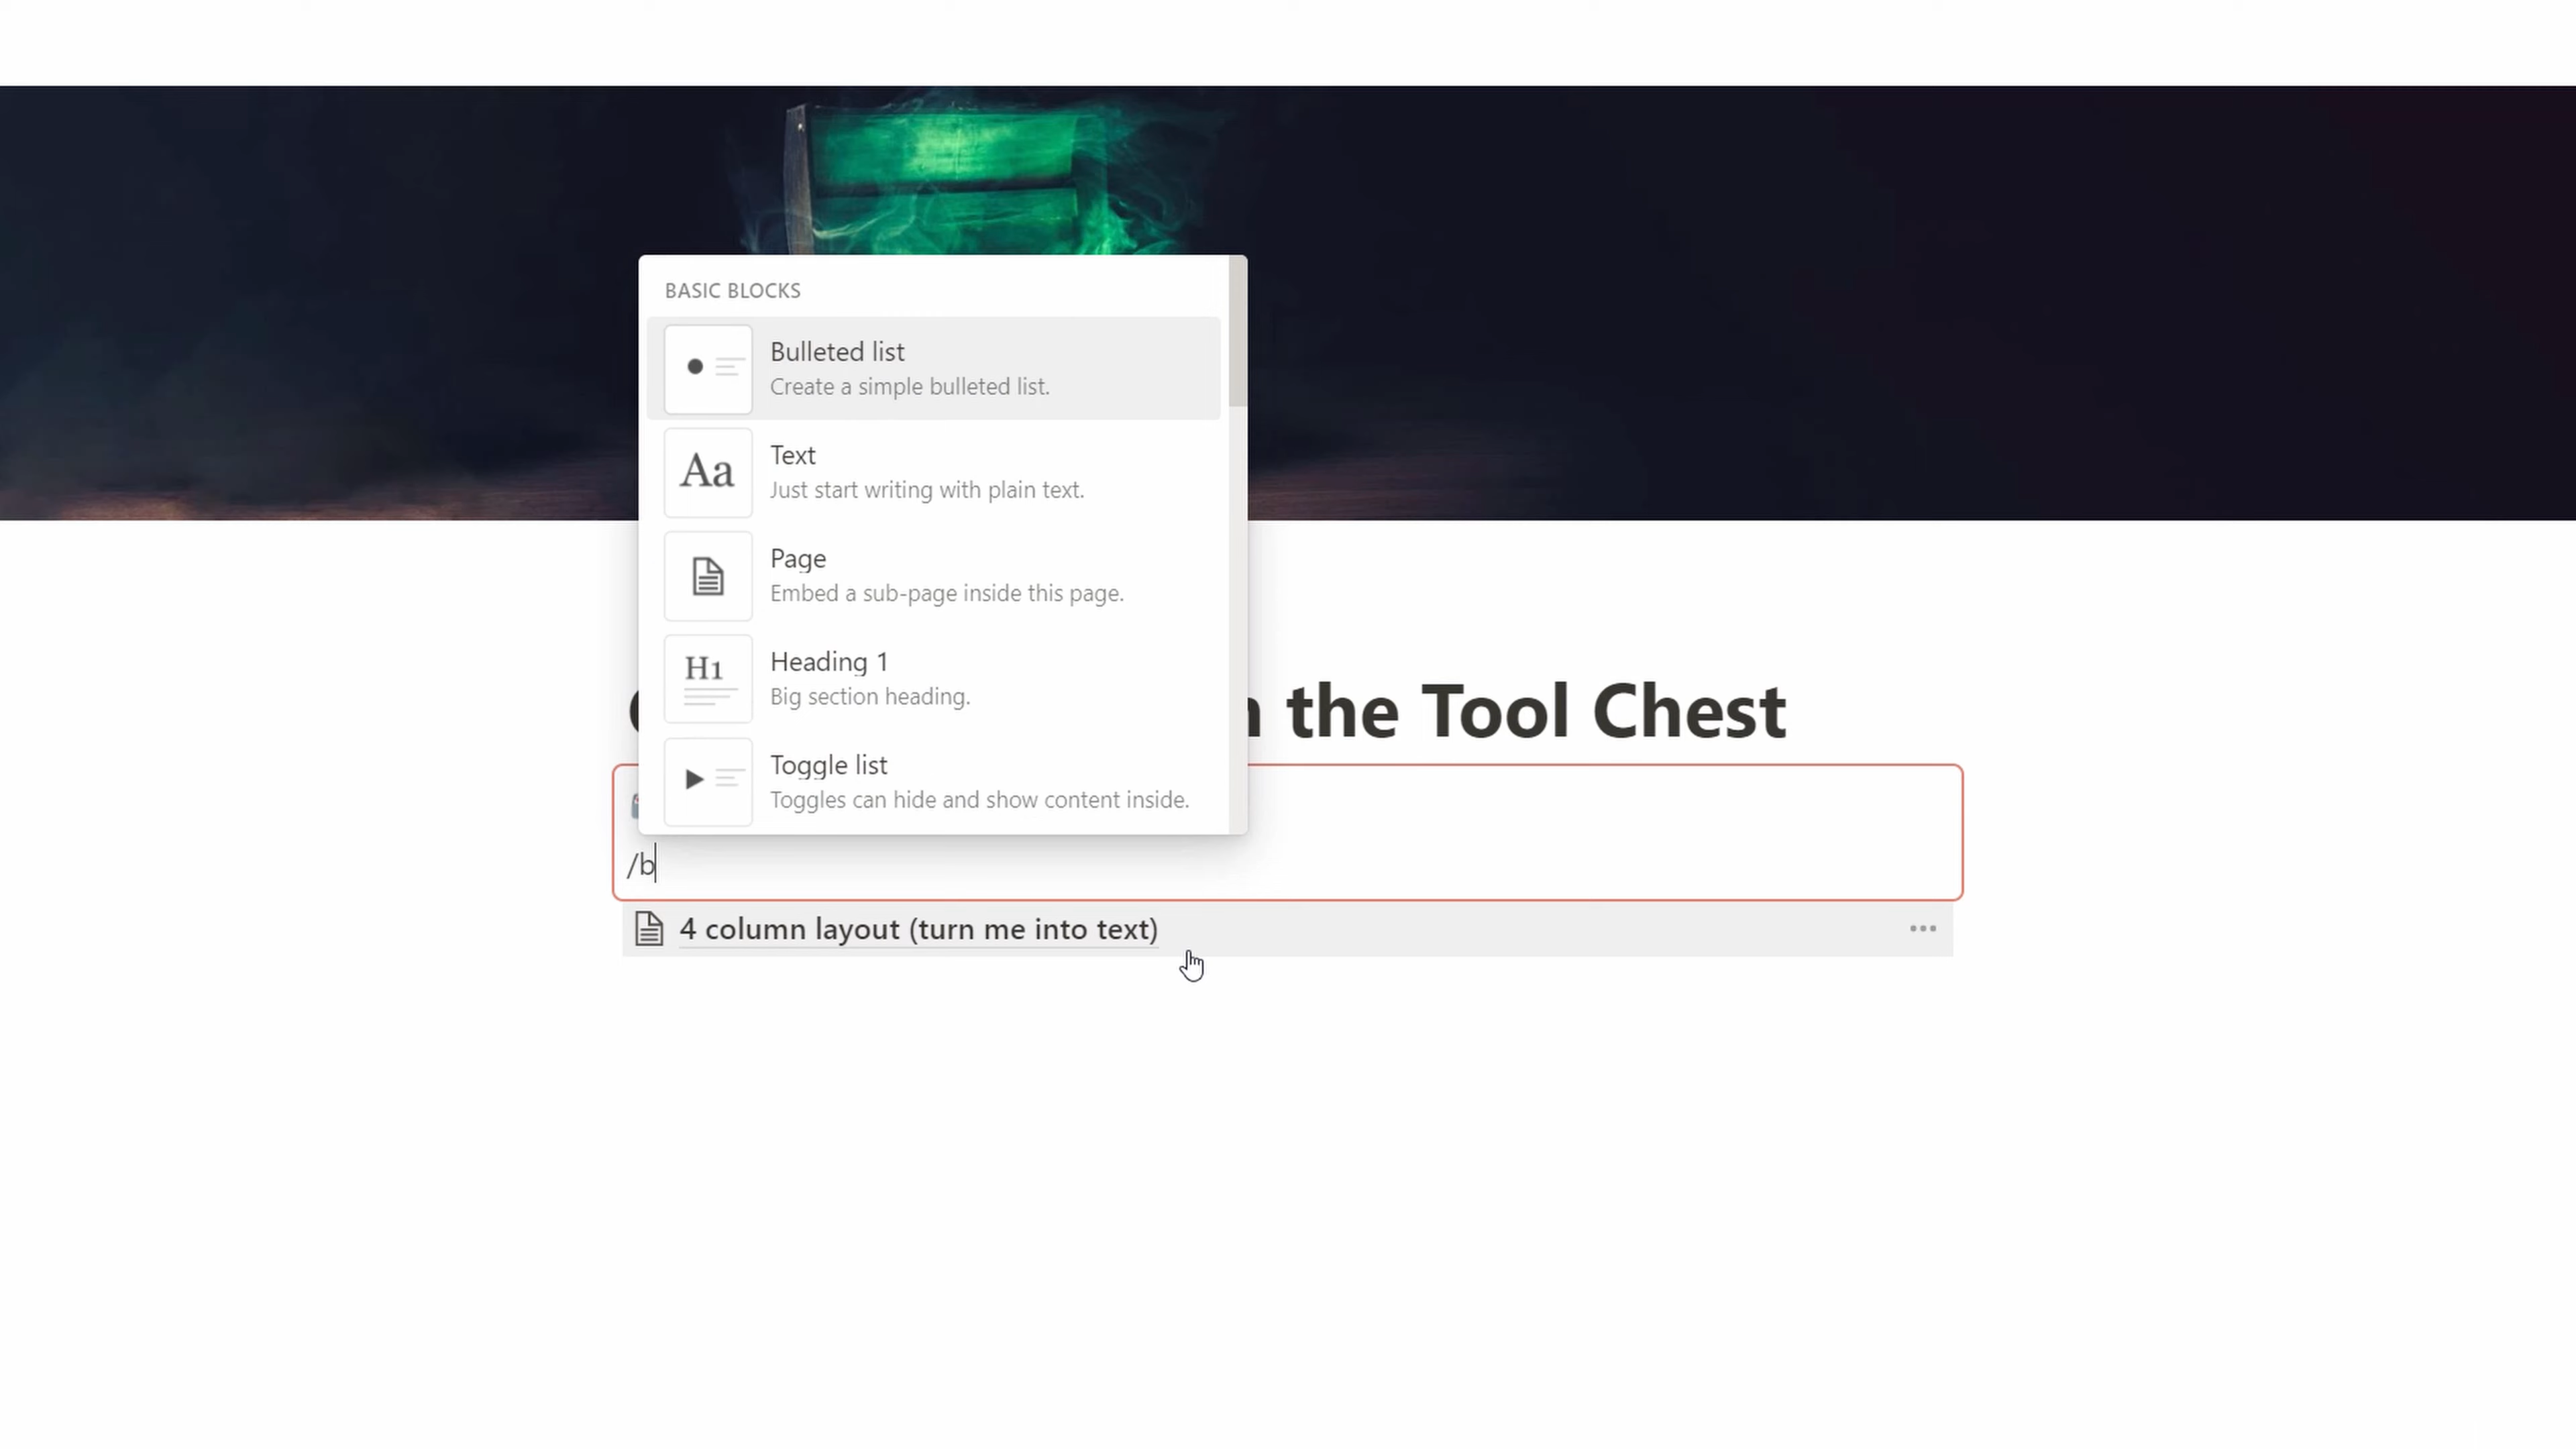 BASIC BLOCKS
Bulleted list
Create a simple bulleted list.
Aa
Text
Just start writing with plain text.
Page
Embed a sub-page inside this page.
H1
Heading 1
Big section heading.
Toggle list
Toggles can hide and show content inside.
the Tool Chest
/b
4 column layout (turn me into text)